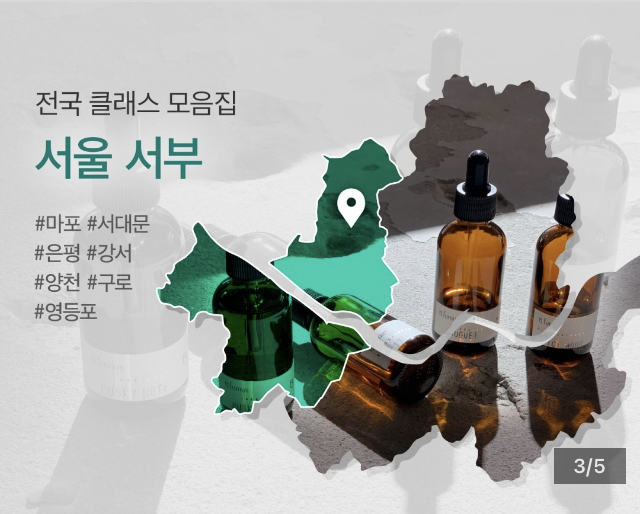 전국 클래스 모음집
서울 서부
#마포 #서대문
#은평 #강서
#양천 #구로
#영등포
3/5